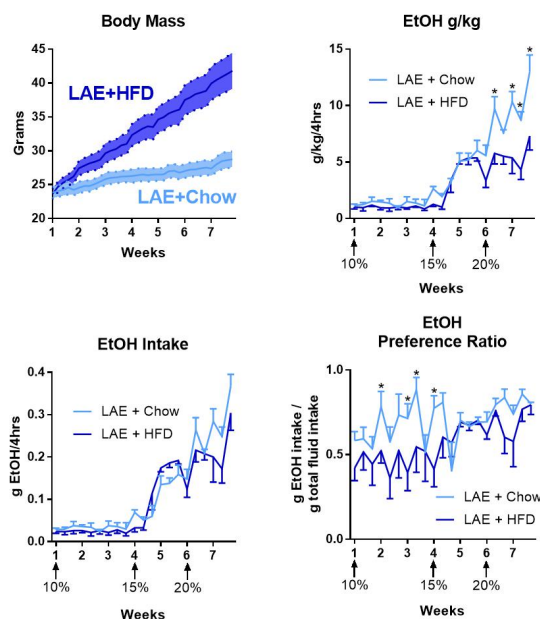 Body Mass
45
40
35
30
25
20
Grams
LAE+HFD
LAE+Chow
1 2 3 4 5 6 7
Weeks
EtOH g/kg
15
10
5
0
g/kg/4hrs
LAE + Chow
LAE + HFD
* * * *
1 4 5 6 7
10% 15% 20%
Weeks
EtOH Intake
0.4
0.3
0.2
0.1
0.0
g EtOH/4hrs
LAE + Chow
LAE + HFD
1 2 3 4 5 6 7
10% 15% 20%
Weeks
EtOH
Preference Ratio
1.0
0.5
0.0
g EtOH intake /
g total fluid intake
* * * *
LAE + Chow
LAE + HFD
1 2 3 4 5 6 7
10% 15% 20%
Weeks